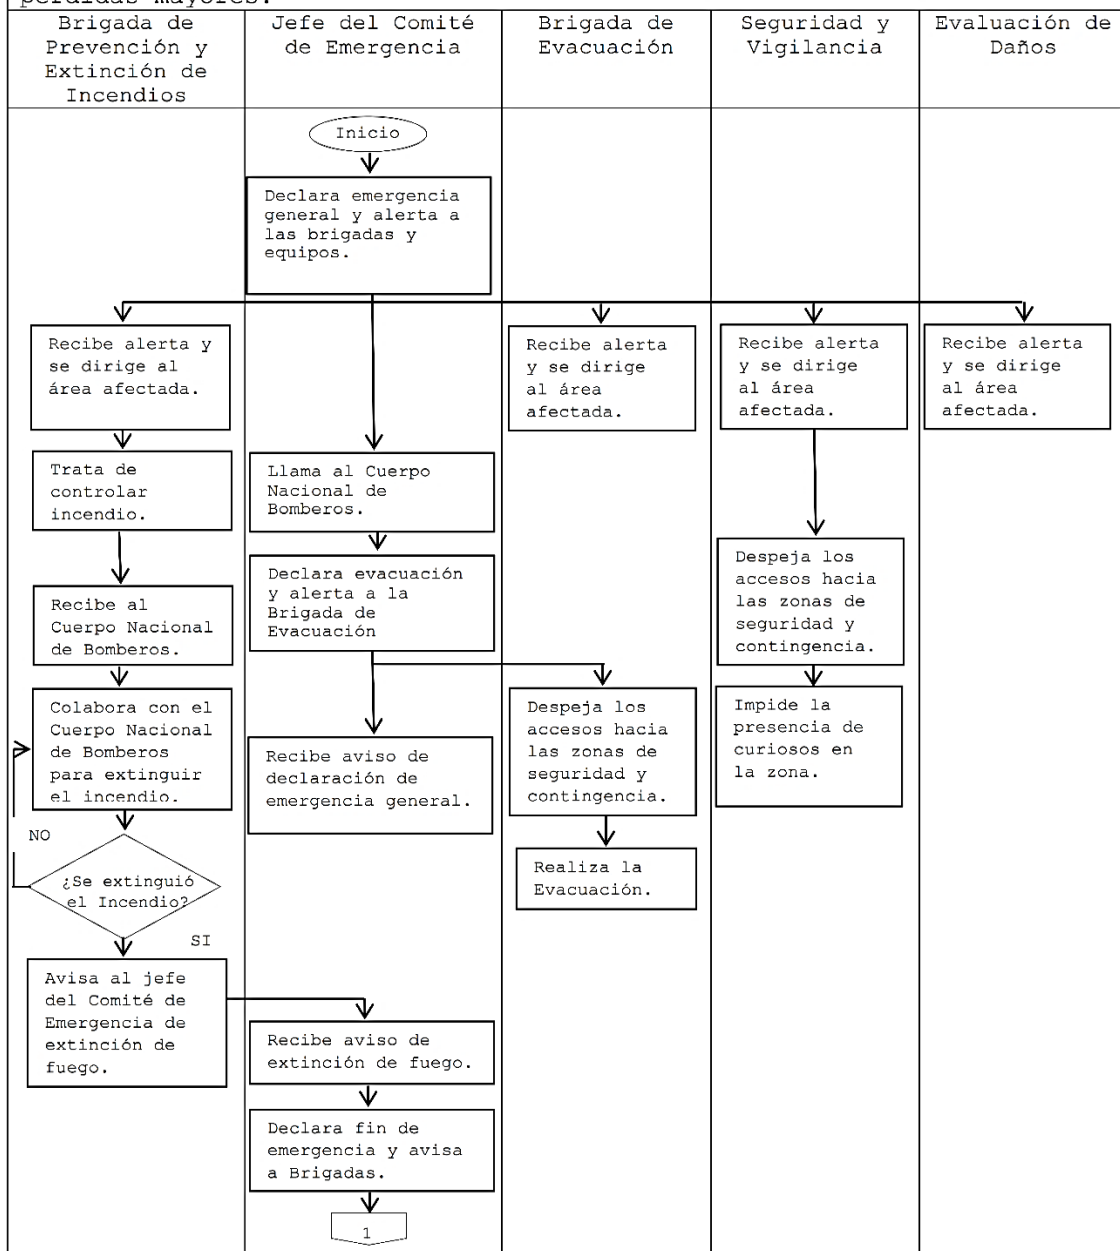 pérdidas mayores.
Brigada de
Prevención y
Extinción de
Incendios
Jefe del Comité
de Emergencia
Brigada de
Evacuación
Seguridad y
Vigilancia
Evaluación de
Daños
Inicio
Declara emergencia
general y alerta a
las brigadas y
equipos.
Recibe alerta y
se dirige al
área afectada.
Recibe alerta
y se dirige
al área
afectada.
Recibe alerta
y se dirige
al área
afectada.
Recibe alerta
y se dirige
al área
afectada.
Trata de
controlar
incendio.
Llama al Cuerpo
Nacional de
Bomberos.
Despeja los
accesos hacia
las zonas de
seguridad y
contingencia.
Declara evacuación
y alerta a la
Brigada de
Evacuación
Recibe al
Cuerpo Nacional
de Bomberos.
Colabora con el
Cuerpo Nacional
de Bomberos
para extinguir
el incendio.
Recibe aviso de
declaración de
emergencia general.
Despeja los
accesos hacia
las zonas de
seguridad y
contingencia.
Impide la
presencia de
curiosos en
la zona.
NO
¿Se extinguió
el Incendio?
SI
Realiza la
Evacuación.
Avisa al jefe
del Comité de
Emergencia de
extinción de
fuego.
Recibe aviso de
extinción de fuego.
Declara fin de
emergencia y avisa
a Brigadas.
1